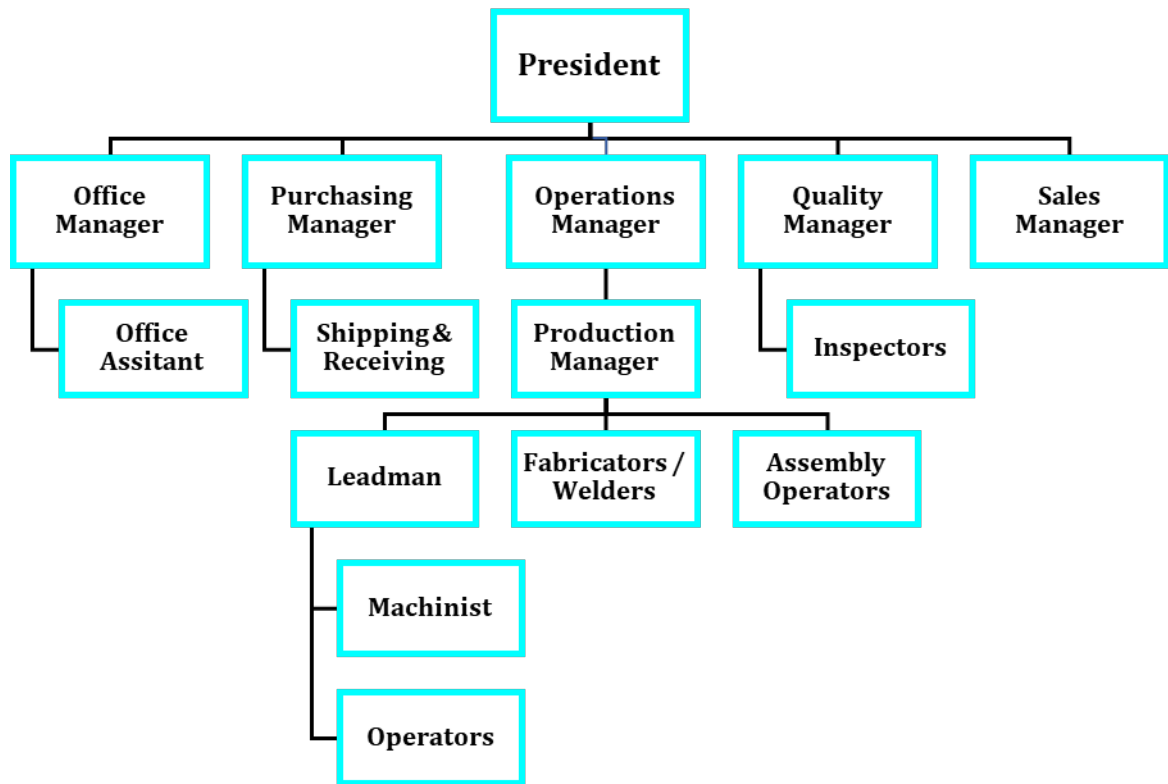 President
Office
Manager
Purchasing
Manager
Operations
Manager
Quality
Manager
Sales
Manager
Office
Assitant
Shipping &
Receiving
Production
Manager
Inspectors
Leadman
Fabricators /
Welders
Assembly
Operators
Machinist
Operators